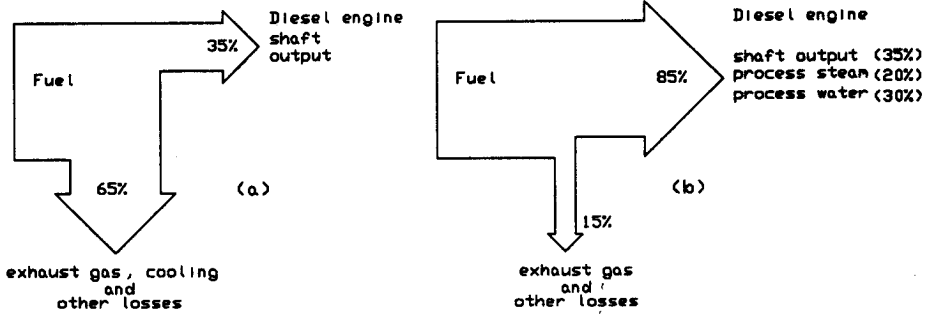 Diesel engine
35% shaft
output
Fuel
65%
(a)
exhaust gas, cooling
and
other losses
Diesel engine
shaft output (35%)
Fuel
85%
process steam (20%)
process water (30%)
(b)
15%
exhaust gas
and
other losses